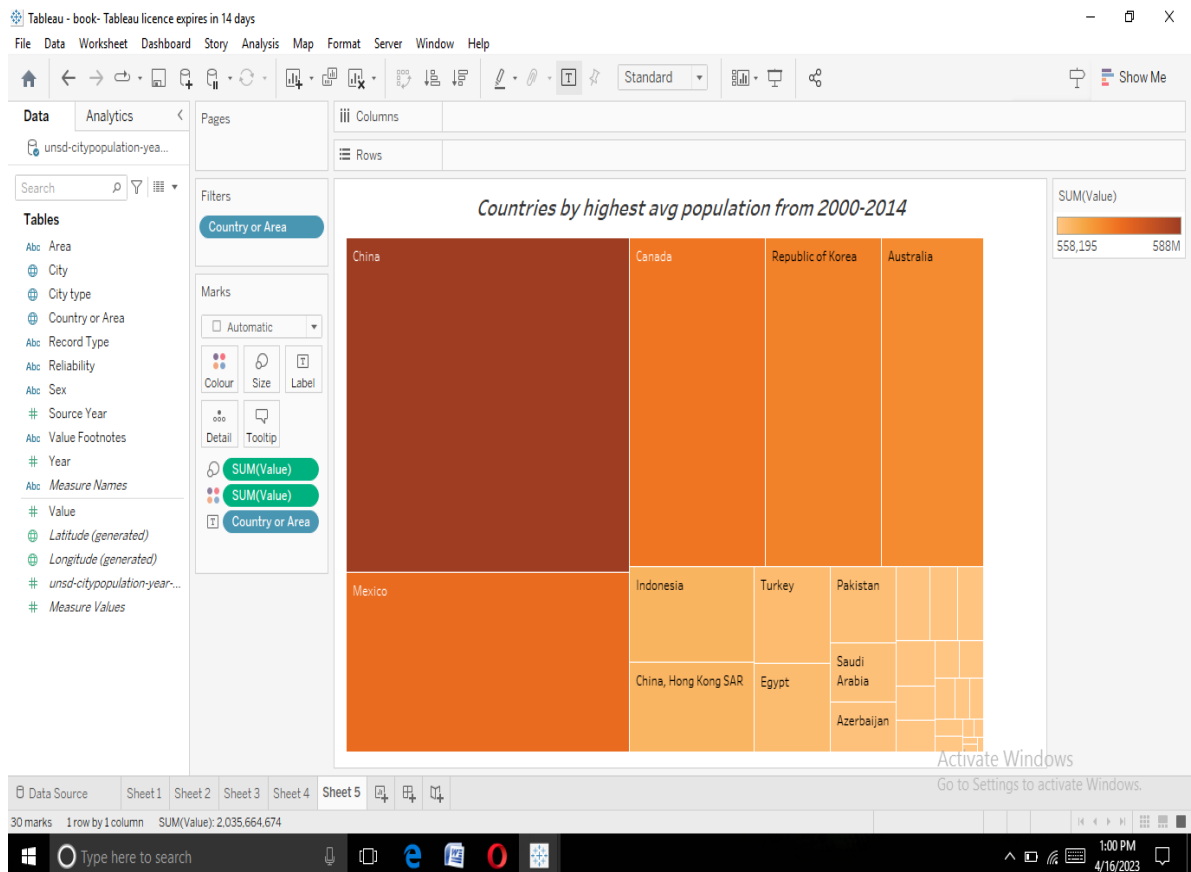 Tableau - book- Tableau licence expires in 14 days
File Data Worksheet Dashboard Story Analysis Map Format Server Window Help
Standard
Show Me
Data Analytics
Pages
Columns
unsd-citypopulation-yea...
Rows
Search
Filters
Country or Area
Countries by highest avg population from 2000-2014
SUM(Value)
558,195 588M
Tables
Abc Area
City
City type
Country or Area
Abc Record Type
Abc Reliability
Abc Sex
# Source Year
Abc Value Footnotes
# Year
Abc Measure Names
# Value
Latitude (generated)
Longitude (generated)
# unsd-citypopulation-year-...
# Measure Values
Marks
Automatic
Colour Size Label
Detail Tooltip
SUM(Value)
SUM(Value)
Country or Area
China
Canada
Republic of Korea
Australia
Mexico
Indonesia
Turkey
Pakistan
China, Hong Kong SAR
Egypt
Saudi
Arabia
Azerbaijan
Activate Windows
Go to Settings to activate Windows.
Data Source Sheet 1 Sheet 2 Sheet 3 Sheet 4 Sheet 5
30 marks 1 row by 1 column SUM(Value): 2,035,664,674
Type here to search
1:00 PM
4/16/2023